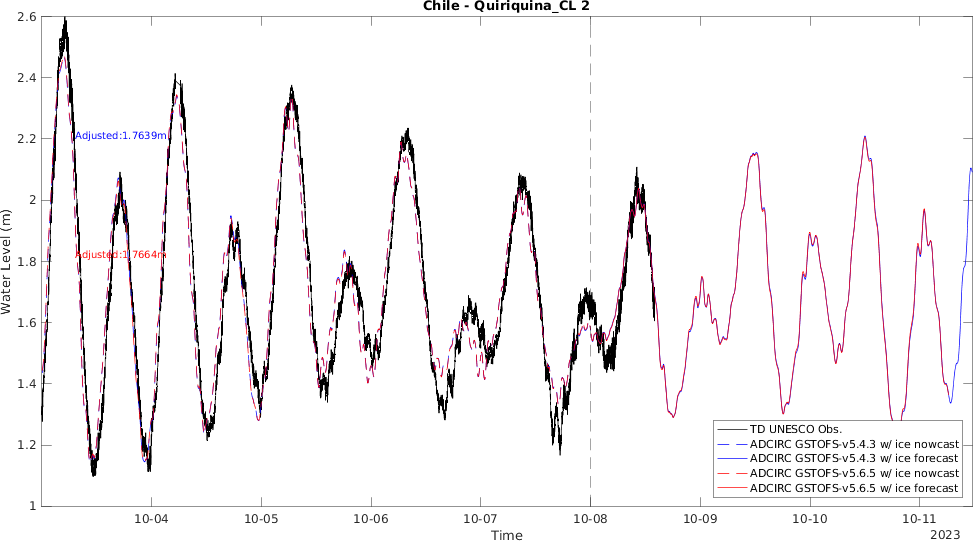 Chile - Quiriquina_CL 2
2.6
2.4
2.2
2
1.8
1.6
1.4
1.2
1
Water Level (m)
Adjusted:1.7639m
Adjusted:1.7664m
TD UNESCO Obs.
ADCIRC GSTOFS-v5.4.3 w/ ice nowcast
ADCIRC GSTOFS-v5.4.3 w/ ice forecast
ADCIRC GSTOFS-v5.6.5 w/ ice nowcast
ADCIRC GSTOFS-v5.6.5 w/ ice forecast
10-04 10-05 10-06 10-07 10-08 10-09 10-10 10-11
Time
2023